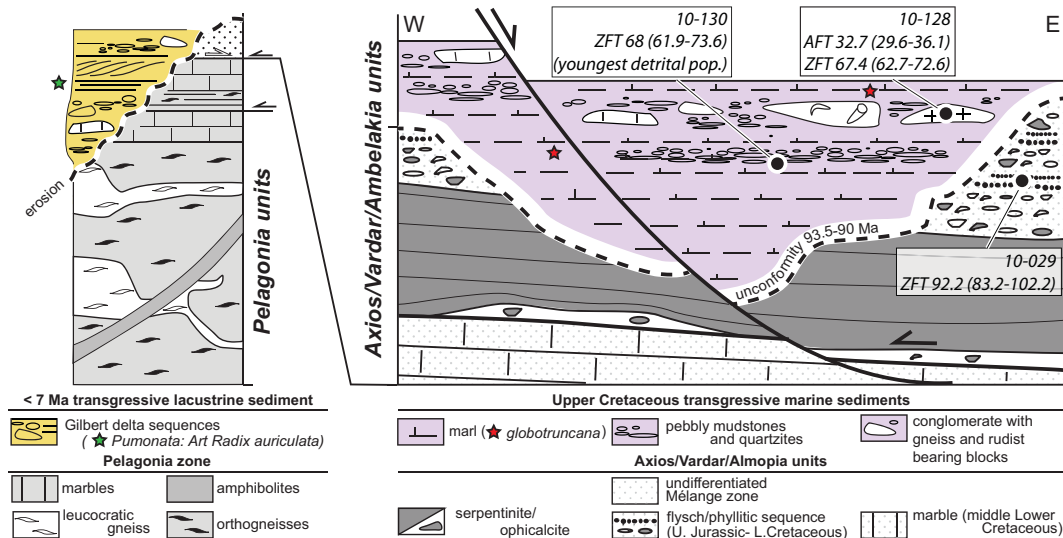 W
E
10-130
ZFT 68 (61.9-73.6)
(youngest detrital pop.)
10-128
AFT 32.7 (29.6-36.1)
ZFT 67.4 (62.7-72.6)
erosion
Pelagonia units
Axios/Vardar/Ambelakia units
unconformity 93.5-90 Ma
10-029
ZFT 92.2 (83.2-102.2)
< 7 Ma transgressive lacustrine sediment
Gilbert delta sequences
( Pumonata: Art Radix auriculata)
Pelagonia zone
marbles
amphibolites
leucocratic
gneiss
orthogneisses
Upper Cretaceous transgressive marine sediments
marl ( globotruncana)
pebbly mudstones
and quartzites
conglomerate with
gneiss and rudist
bearing blocks
Axios/Vardar/Almopia units
serpentinite/
ophicalcite
undifferentiated
Mélange zone
flysch/phyllitic sequence
(U. Jurassic- L.Cretaceous)
marble (middle Lower
Cretaceous)